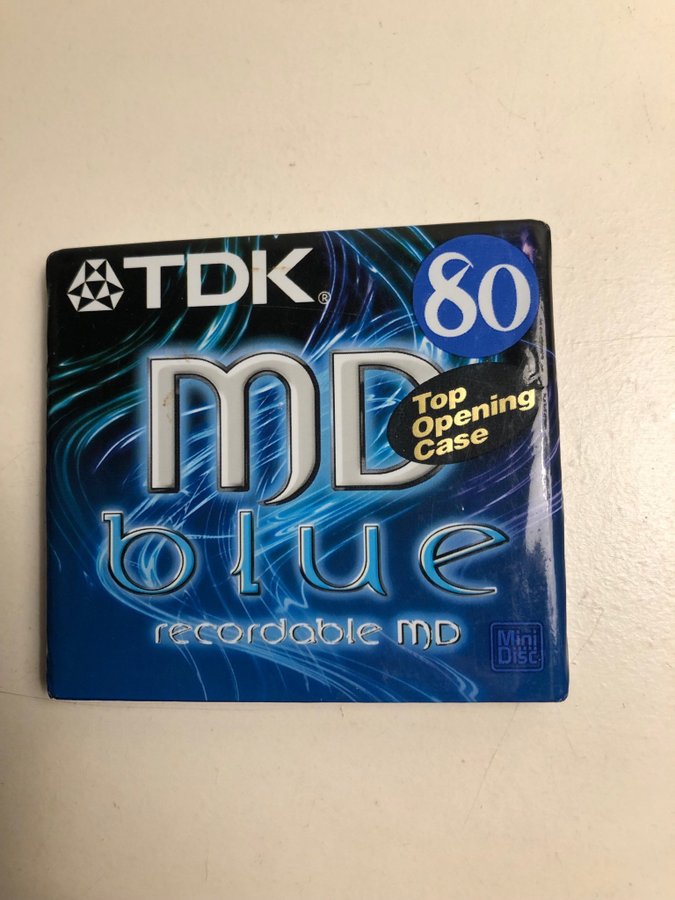 TDK®
80
MD
Top
Opening
Case
blue
recordable MD
Mini
Disc